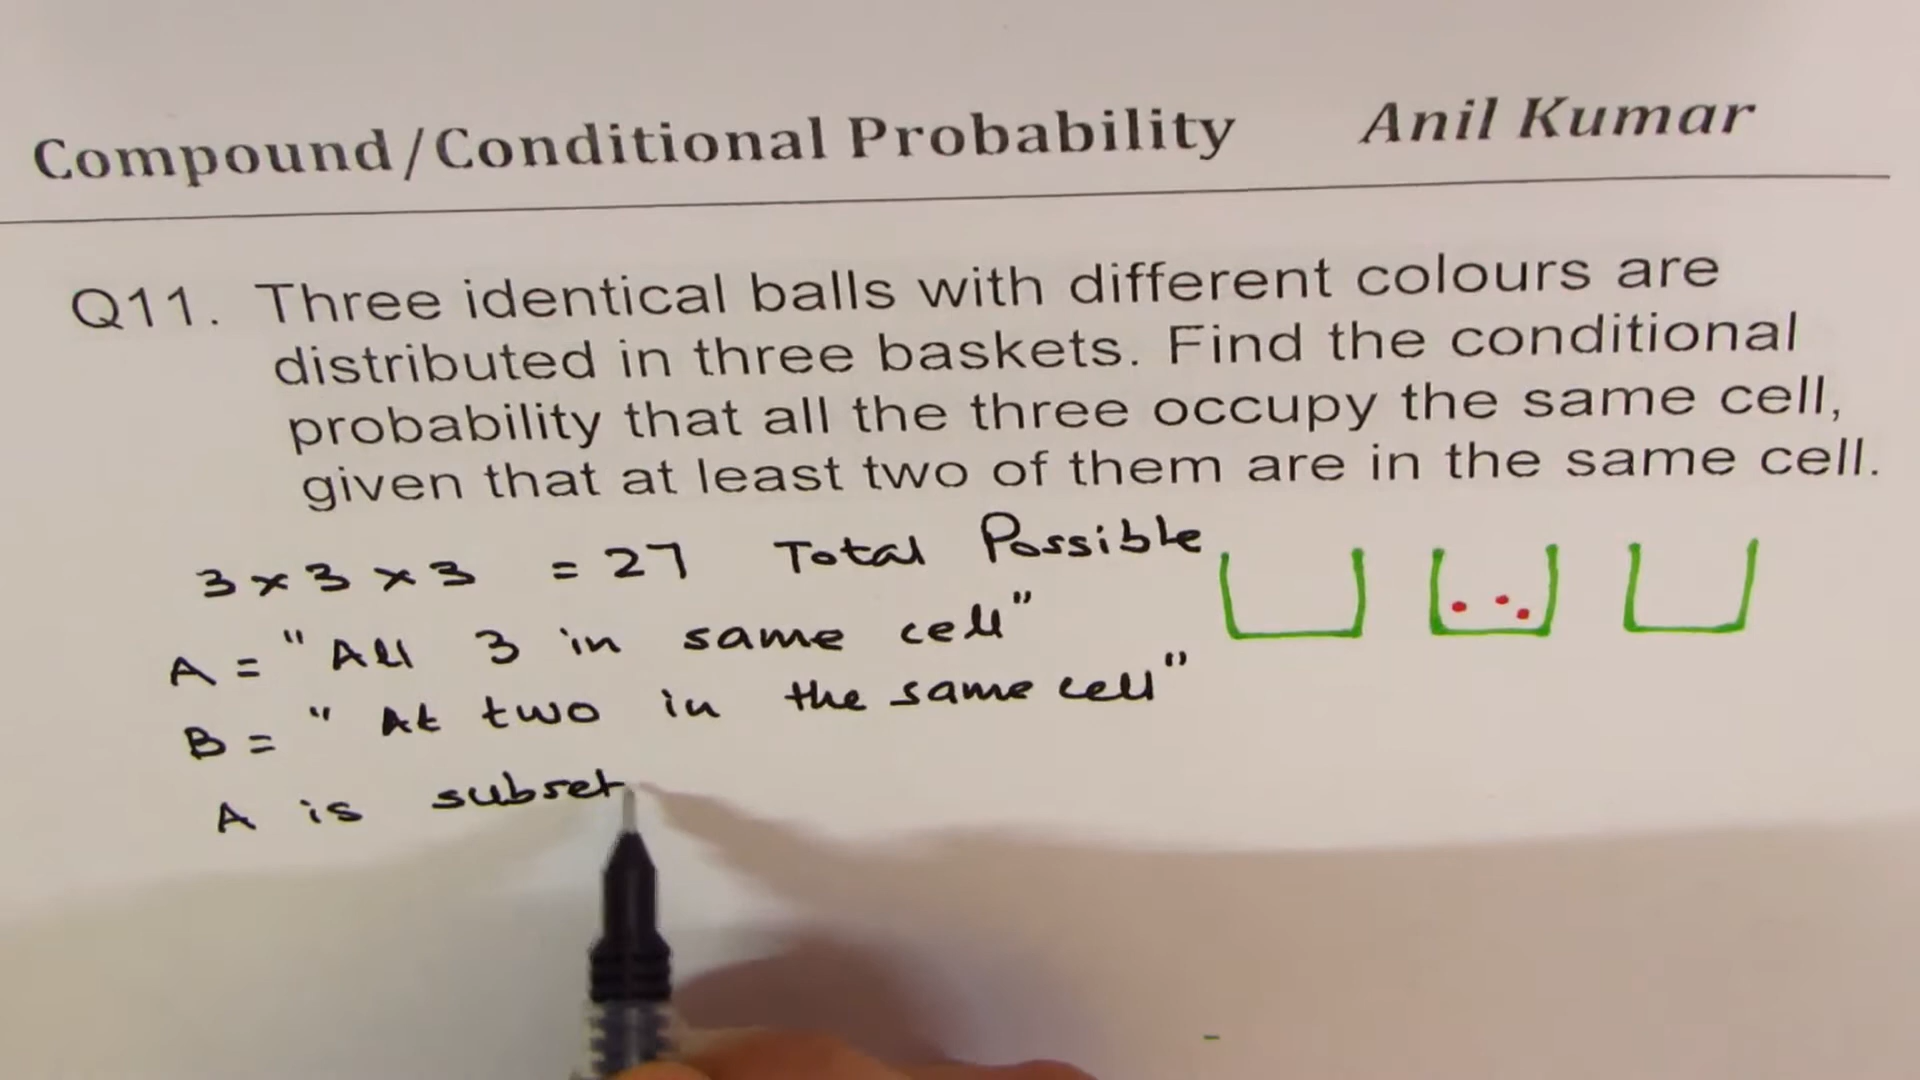 Compound/Conditional Probability Anil Kumar
Q11. Three identical balls with different colours are
distributed in three baskets. Find the conditional
probability that all the three occupy the same cell,
given that at least two of them are in the same cell.
3 × 3 × 3 = 27 Total Possible
A = "All 3 in same cell"
B = "At two in the same cell"
A is subset